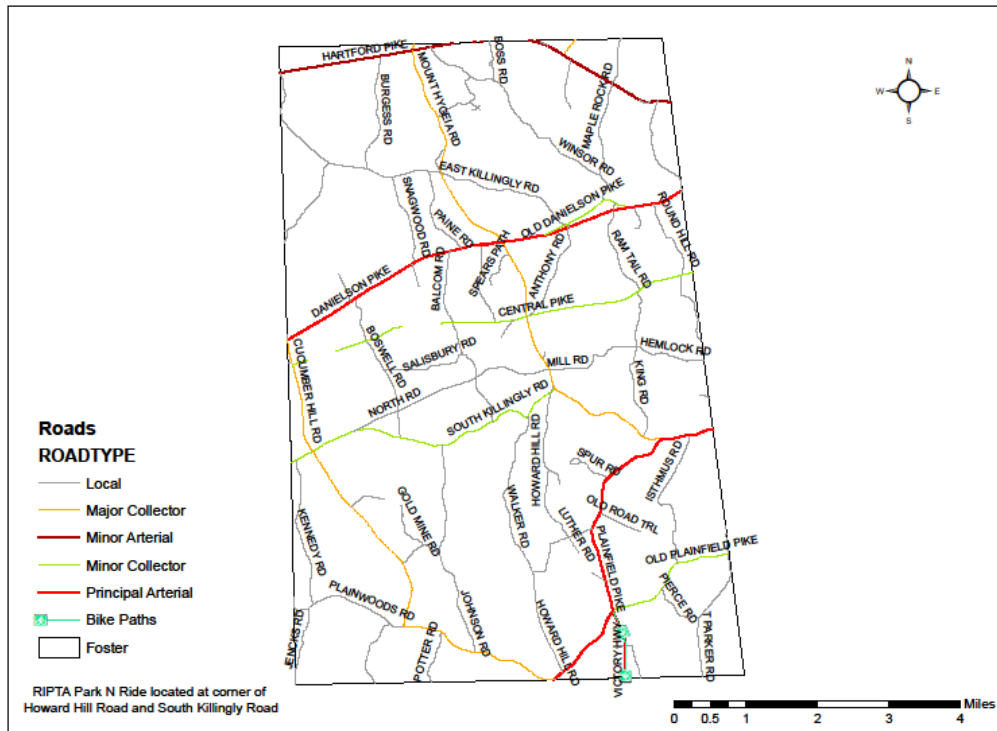 HARTFORD PIKE
BOSS RD
MOUNT HYGEIA RD
BURGESS RD
MAPLE ROCK RD
N
W E
S
WINSOR RD
EAST KILLINGLY RD
SNAGWOOD RD
PAINE RD
OLD DANIELSON PIKE
ROUND HILL RD
SPEARS PATH
ANTHONY RD
RAM TAIL RD
BALCOM RD
DANIELSON PIKE
CENTRAL PIKE
CUCUMBER HILL RD
BOSWELL RD
SALISBURY RD
MILL RD
HEMLOCK RD
NORTH RD
KING RD
SOUTH KILLINGLY RD
HOWARD HILL RD
SPUR RD
ISTHMUS RD
GOLD MINE RD
WALKER RD
OLD ROAD TRL
KENNEDY RD
LUTHER RD
PLAINFIELD PIKE
OLD PLAINFIELD PIKE
PLAINWOODS RD
PIERCE RD
JOHNSON RD
HOWARD HILL RD
JENCKS RD
POTTER RD
VICTORY HWY
T PARKER RD
Roads
ROADTYPE
Local
Major Collector
Minor Arterial
Minor Collector
Principal Arterial
Bike Paths
Foster
RIPTA Park N Ride located at corner of
Howard Hill Road and South Killingly Road
Miles
0 0.5 1 2 3 4